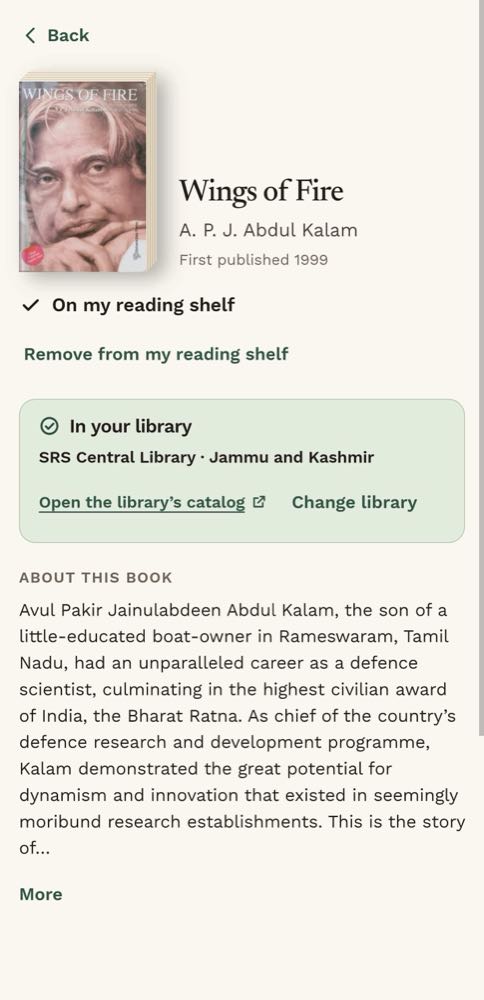 Back
WINGS OF FIRE
Wings of Fire
A. P. J. Abdul Kalam
First published 1999
On my reading shelf
Remove from my reading shelf
In your library
SRS Central Library · Jammu and Kashmir
Open the library’s catalog
Change library
ABOUT THIS BOOK
Avul Pakir Jainulabdeen Abdul Kalam, the son of a
little-educated boat-owner in Rameswaram, Tamil
Nadu, had an unparalleled career as a defence
scientist, culminating in the highest civilian award
of India, the Bharat Ratna. As chief of the country’s
defence research and development programme,
Kalam demonstrated the great potential for
dynamism and innovation that existed in seemingly
moribund research establishments. This is the story
of...
More